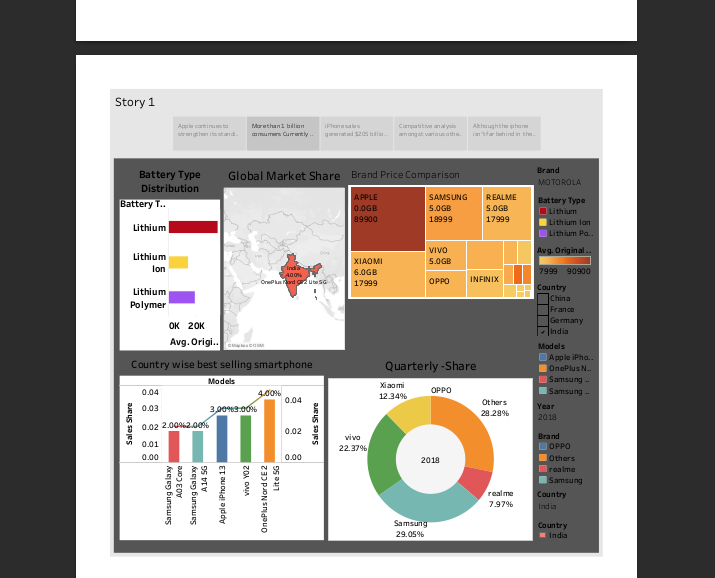 Story 1
Apple continues to
strengthen its standi..
More than 1 billion
consumers Currently ..
iPhone sales
generated $205 billio..
Competitive analysis
amongst various othe..
Although the iphone
isn't far behind in the..
Battery Type
Distribution
Battery T..
Lithium
Lithium
Ion
Lithium
Polymer
0K 20K
Avg. Origi..
Global Market Share
India
4.00%
OnePlus Nord CE 2 Lite 5G
© Mapbox © OSM
Brand Price Comparison
APPLE
0.0GB
89900
SAMSUNG
5.0GB
18999
REALME
5.0GB
17999
XIAOMI
6.0GB
17999
VIVO
5.0GB
OPPO
INFINIX
Brand
MOTOROLA
Battery Type
Lithium
Lithium Ion
Lithium Po..
Avg. Original ..
7999 90900
Country
China
France
Germany
India
Models
Apple iPho..
OnePlus N..
Samsung ..
Samsung ..
Year
2018
Brand
OPPO
Others
realme
Samsung
Country
India
Country
India
Country wise best selling smartphone
Models
Sales Share
0.04
0.03
0.02
0.01
0.00
2.00%
2.00%
3.00%
3.00%
4.00%
0.04
0.02
0.00
Sales Share
Samsung Galaxy
A03 Core
Samsung Galaxy
A14 5G
Apple iPhone 13
vivo Y02
OnePlus Nord CE 2
Lite 5G
Quarterly -Share
Xiaomi
12.34%
OPPO
Others
28.28%
vivo
22.37%
2018
realme
7.97%
Samsung
29.05%